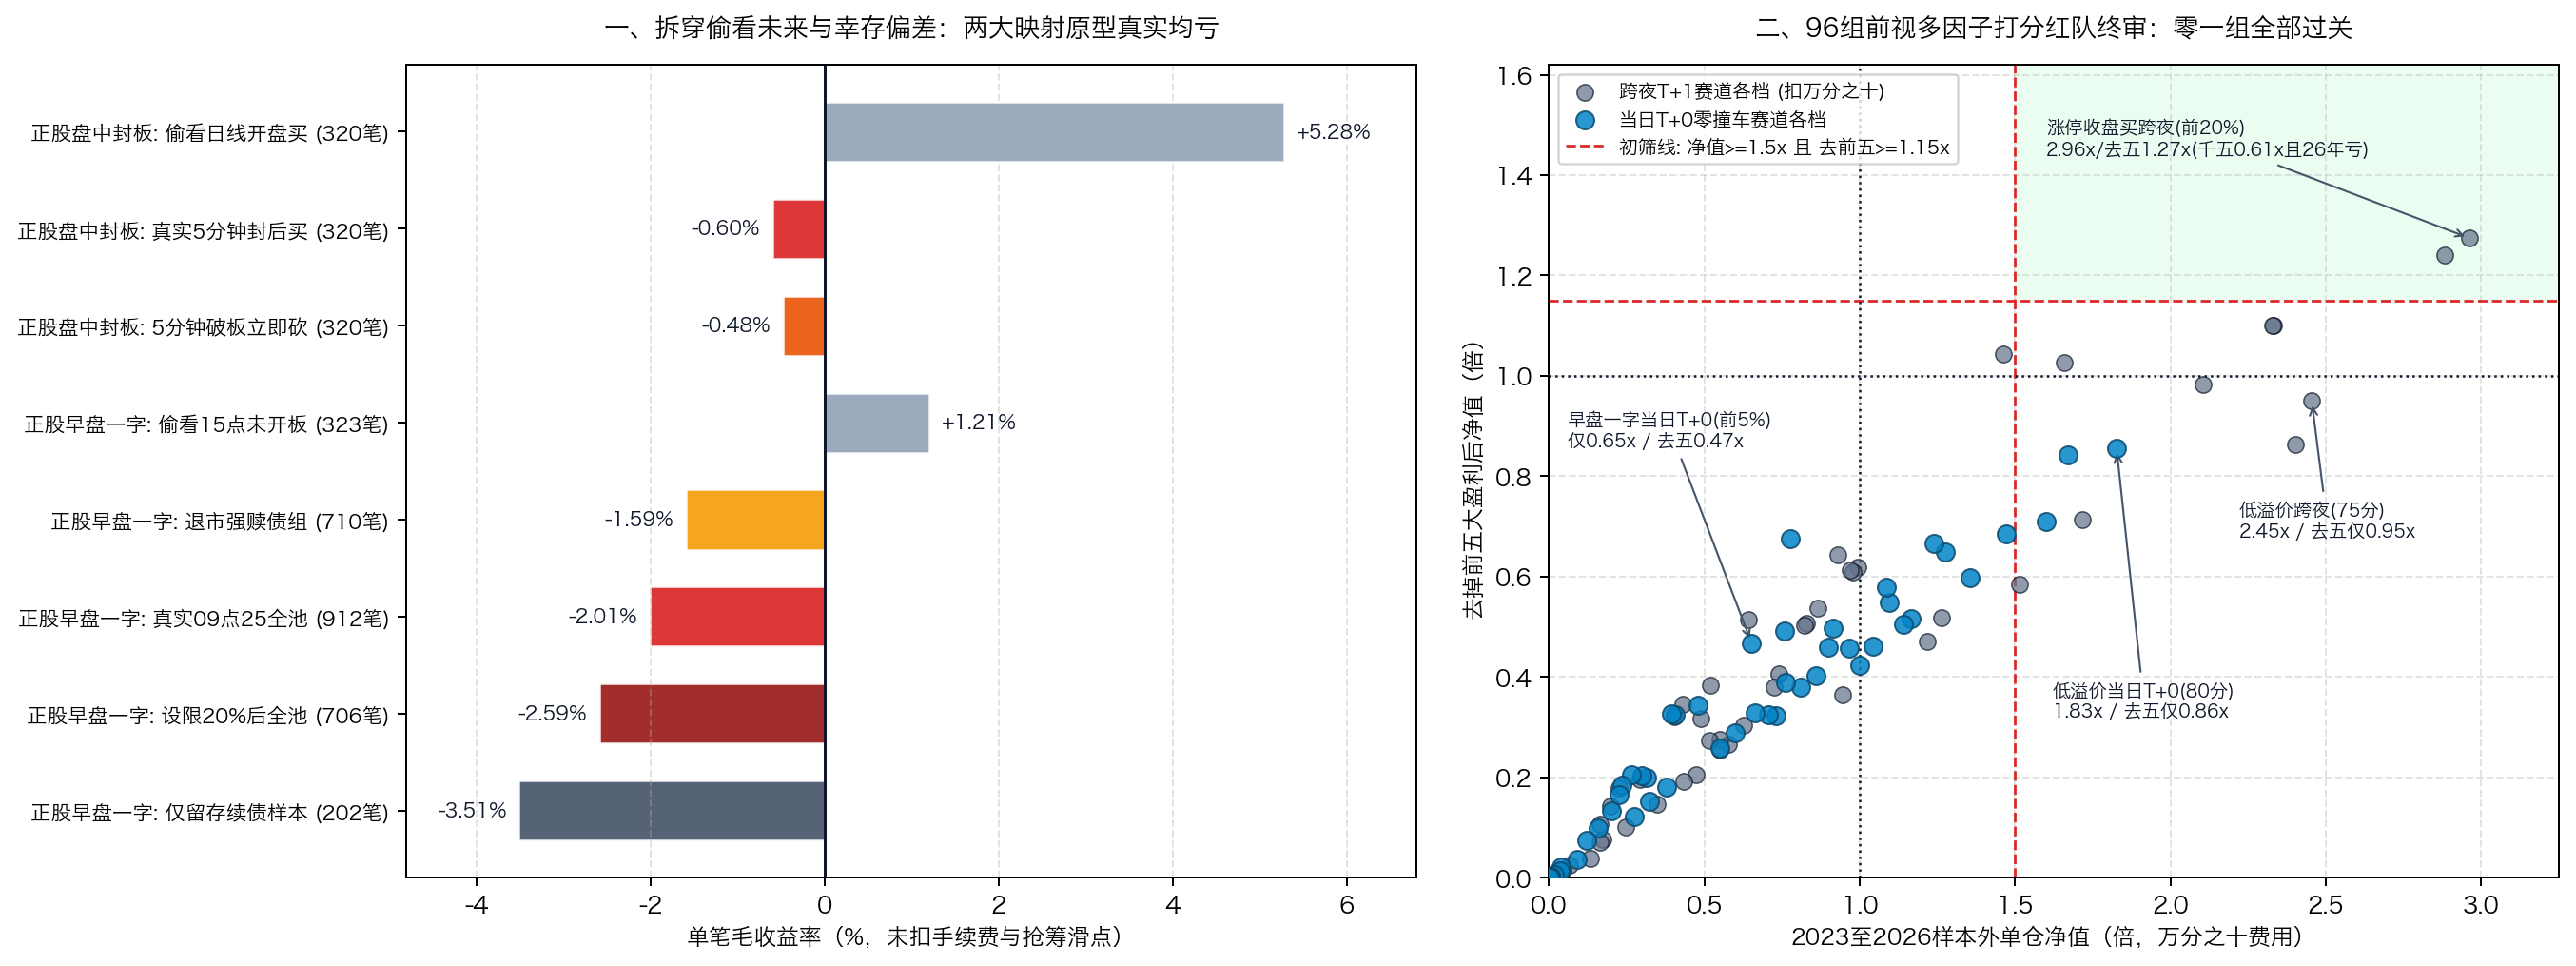 一、拆穿偷看未来与幸存偏差：两大映射原型真实均亏
正股盘中封板: 偷看日线开盘买 (320笔)
+5.28%
正股盘中封板: 真实5分钟封后买 (320笔)
-0.60%
正股盘中封板: 5分钟破板立即砍 (320笔)
-0.48%
正股早盘一字: 偷看15点未开板 (323笔)
+1.21%
正股早盘一字: 退市强赎债组 (710笔)
-1.59%
正股早盘一字: 真实09点25全池 (912笔)
-2.01%
正股早盘一字: 设限20%后全池 (706笔)
-2.59%
正股早盘一字: 仅留存续债样本 (202笔)
-3.51%
-4
-2
0
2
4
6
单笔毛收益率（%，未扣手续费与抢筹滑点）
二、96组前视多因子打分红队终审：零一组全部过关
跨夜T+1赛道各档 (扣万分之十)
当日T+0零撞车赛道各档
初筛线: 净值>=1.5x 且 去前五>=1.15x
涨停收盘买跨夜(前20%)
2.96x/去五1.27x(千五0.61x且26年亏)
早盘一字当日T+0(前5%)
仅0.65x / 去五0.47x
低溢价跨夜(75分)
2.45x / 去五仅0.95x
低溢价当日T+0(80分)
1.83x / 去五仅0.86x
去掉前五大盈利后净值（倍）
1.6
1.4
1.2
1.0
0.8
0.6
0.4
0.2
0.0
0.0
0.5
1.0
1.5
2.0
2.5
3.0
2023至2026样本外单仓净值（倍，万分之十费用）